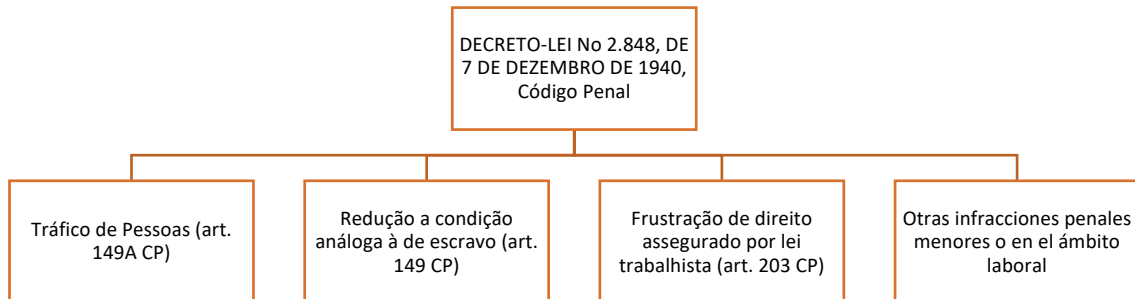 DECRETO-LEI No 2.848, DE
7 DE DEZEMBRO DE 1940,
Código Penal
Tráfico de Pessoas (art.
149A CP)
Redução a condição
análoga à de escravo (art.
149 CP)
Frustração de direito
assegurado por lei
trabalhista (art. 203 CP)
Otras infracciones penales
menores o en el ámbito
laboral